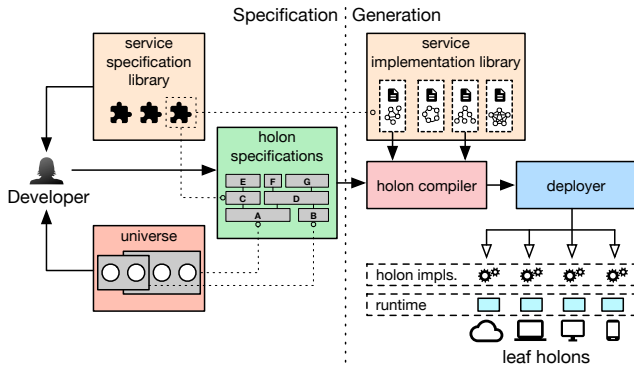 Specification
Generation
service
specification
library
service
implementation library
holon
specifications
E F G
C D
A B
Developer
holon compiler
deployer
universe
holon impls.
runtime
leaf holons